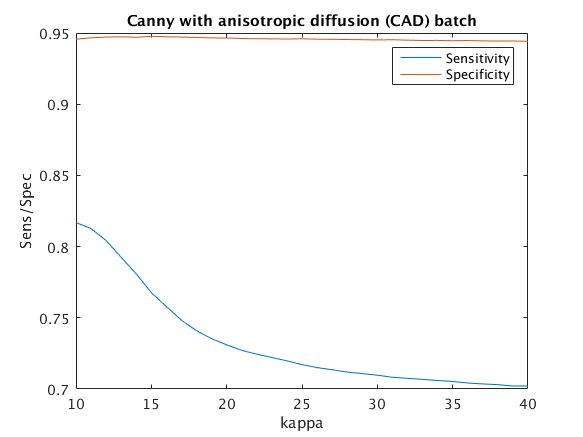 Canny with anisotropic diffusion (CAD) batch
0.95
0.9
0.85
0.8
0.75
0.7
Sens/Spec
Sensitivity
Specificity
10 15 20 25 30 35 40
kappa